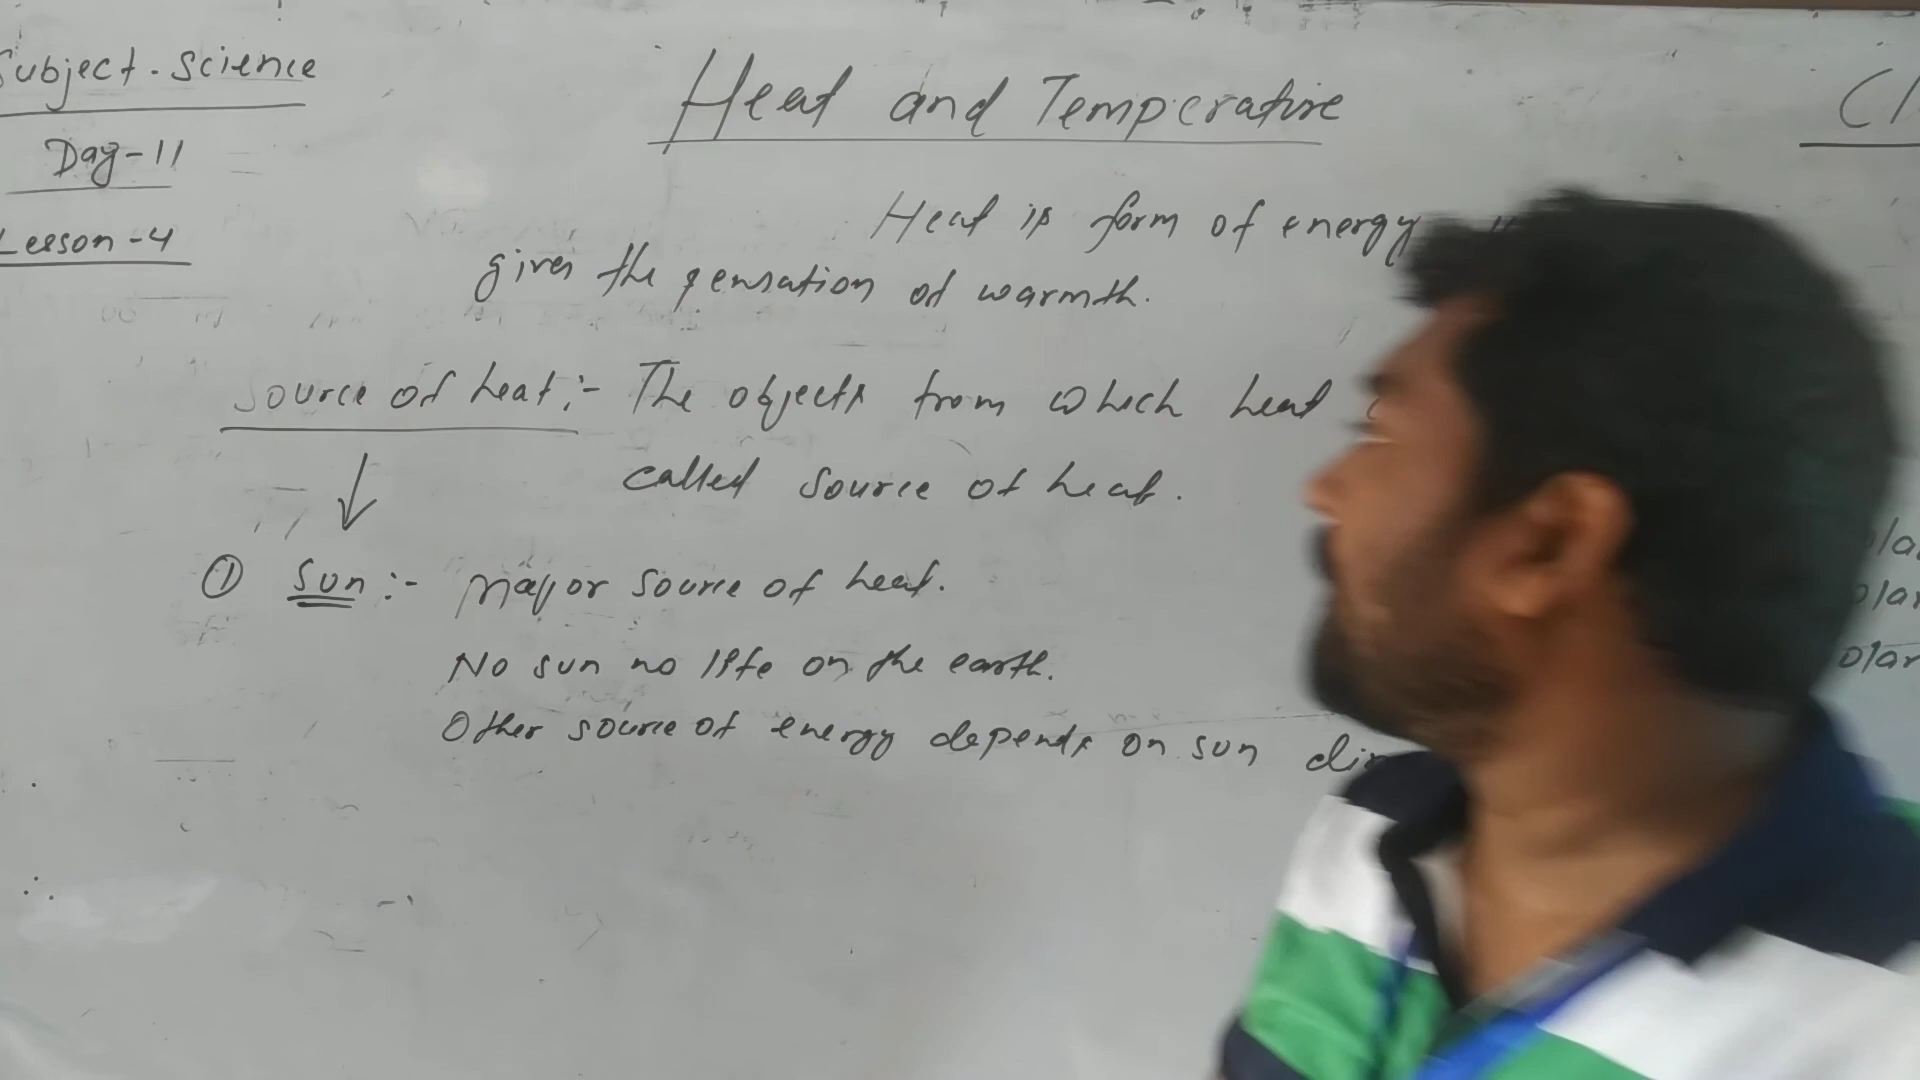 Subject - Science
Day-11
Lesson-4
Heat and Temperature
Heat is form of energy
gives the sensation of warmth.
Source of heat :- The objects from which heat
called source of heat.
① Sun :- Major source of heat.
No sun no life on the earth.
Other source of energy depends on sun